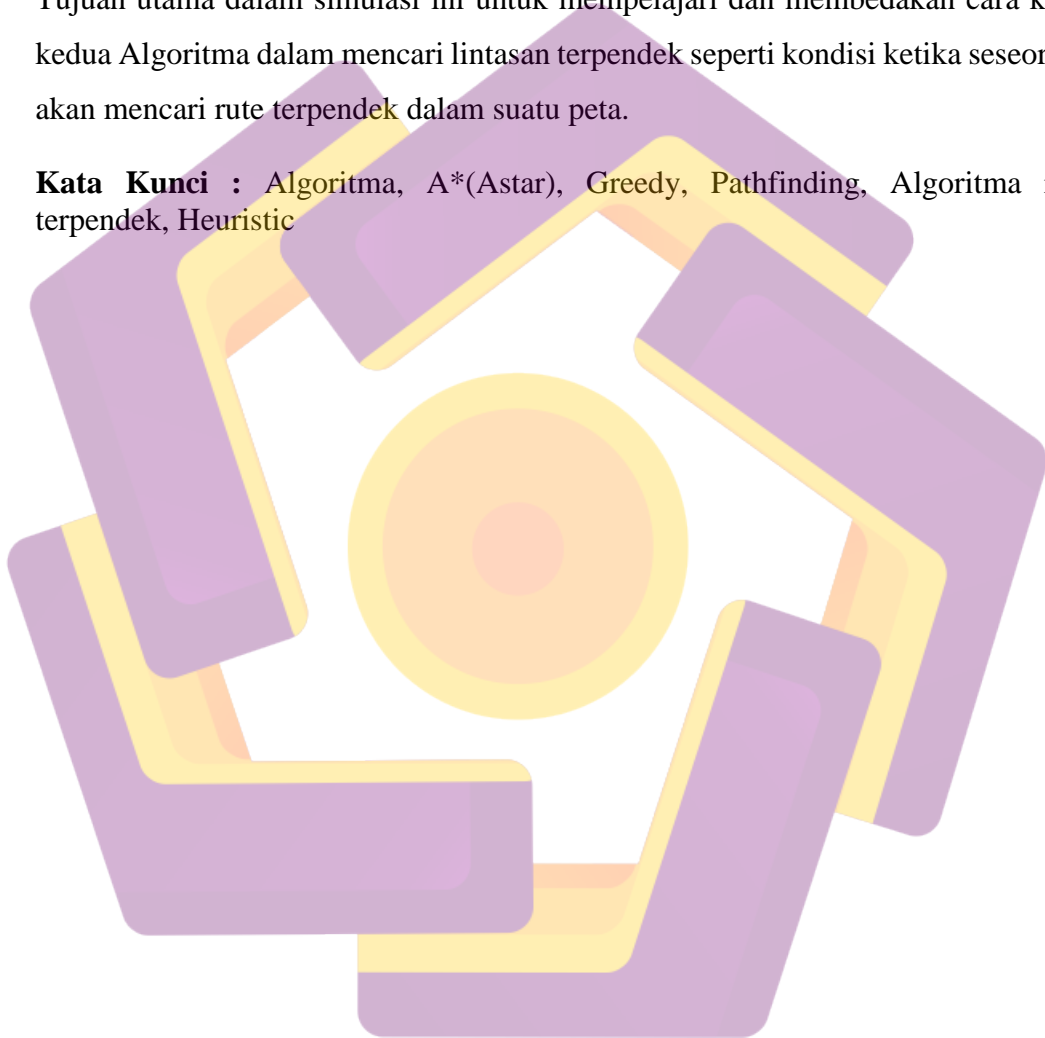 Tujuan utama dalam simulasi ini untuk mempelajari dan membedakan cara
kedua Algoritma dalam mencari lintasan terpendek seperti kondisi ketika
akan mencari rute terpendek dalam suatu peta.
Kata Kunci : Algoritma, A*(Astar), Greedy, Pathfinding, Algoritma
terpendek, Heuristic